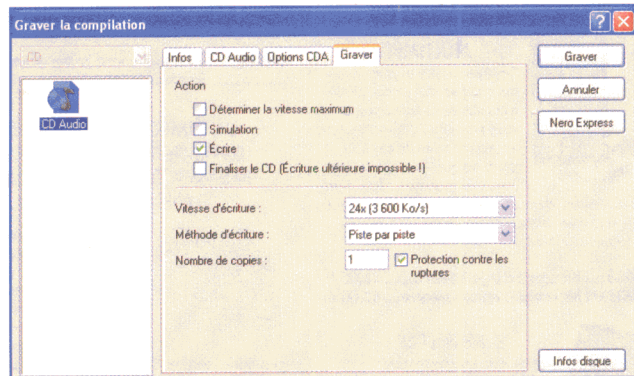 Graver la compilation
CD
Infos
CD Audio
Options CDA
Graver
Graver
Annuler
Nero Express
CD Audio
Action
Déterminer la vitesse maximum
Simulation
Écrire
Finaliser le CD (Écriture ultérieure impossible !)
Vitesse d'écriture :
24x (3 600 Ko/s)
Méthode d'écriture :
Piste par piste
Nombre de copies :
1
Protection contre les
ruptures
Infos disque